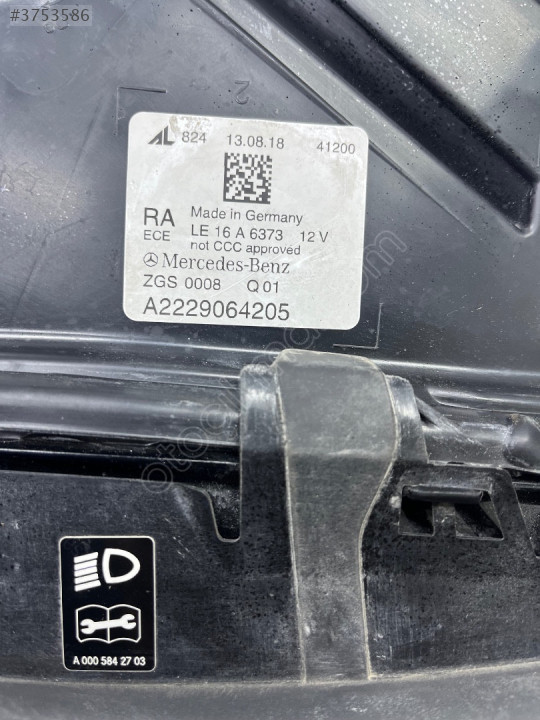 #3753586
2
AL 824 13.08.18 41200
RA Made in Germany
ECE LE 16 A 6373 12 V
not CCC approved
Mercedes-Benz
ZGS 0008 Q 01
A2229064205
A 000 584 27 03